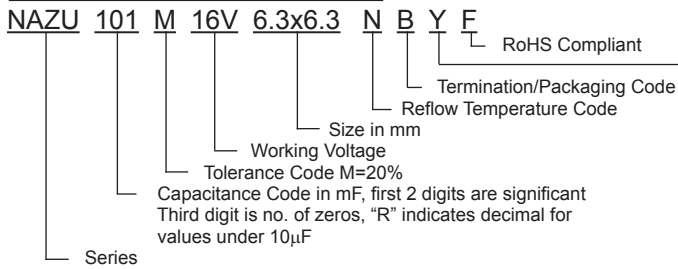 NAZU 101 M 16V 6.3x6.3 N B Y F
RoHS Compliant
Termination/Packaging Code
Reflow Temperature Code
Size in mm
Working Voltage
Tolerance Code M=20%
Capacitance Code in mF, first 2 digits are significant
Third digit is no. of zeros, “R” indicates decimal for
values under 10μF
Series